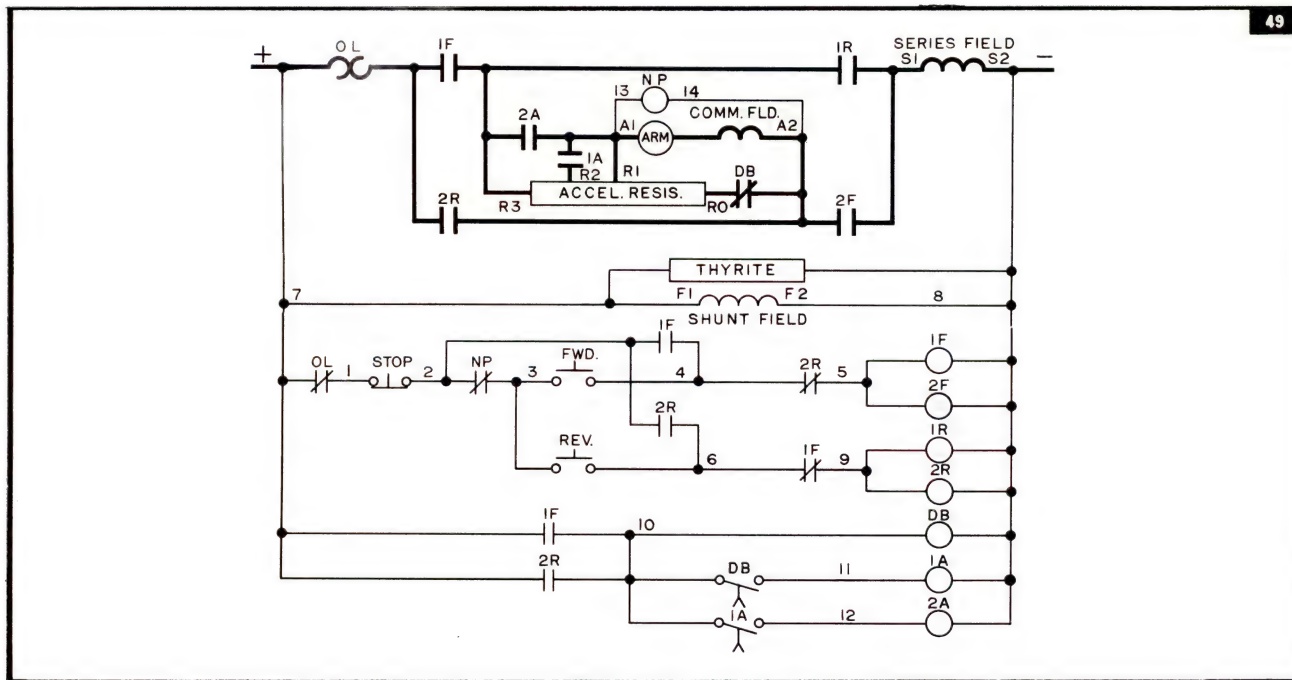 49
+ OL 1F 1R SERIES FIELD
S1 S2 -
NP
13 14
2A COMM. FLD.
A1 ARM A2
1A
R2 R1 DB
ACCEL. RESIS.
R3 R0
2R 2F
THYRITE
7 F1 F2 8
SHUNT FIELD
1F 1F
OL 1 STOP 2 NP 3 FWD. 4 2R 5
2F
2R 1R
REV. 6 1F 9
2R
1F 10 DB
2R DB 11 1A
1A 12 2A